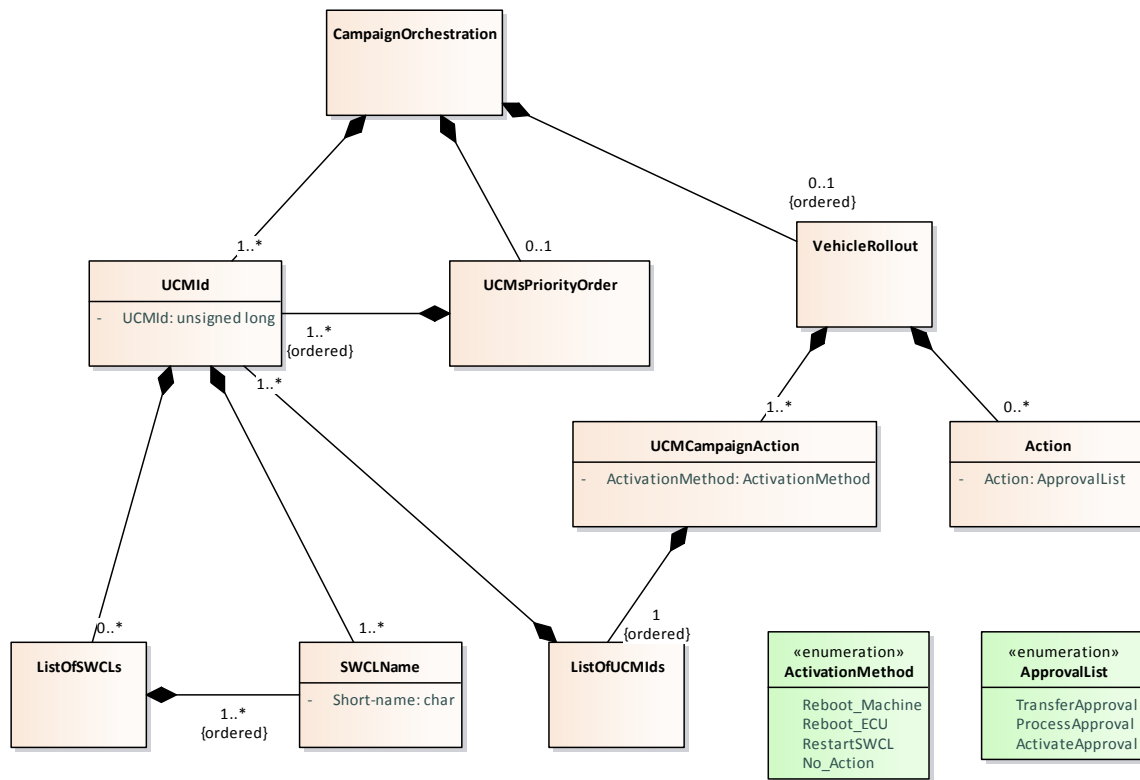 CampaignOrchestration
0..1
{ordered}
VehicleRollout
1..*
0..1
UCMId
- UCMId: unsigned long
UCMsPriorityOrder
1..*
{ordered}
1..*
1..*
0..*
UCMCampaignAction
- ActivationMethod: ActivationMethod
Action
- Action: ApprovalList
0..*
1..*
1
{ordered}
ListOfSWCLs
SWCLName
- Short-name: char
ListOfUCMIds
1..*
{ordered}
«enumeration»
ActivationMethod
Reboot_Machine
Reboot_ECU
RestartSWCL
No_Action
«enumeration»
ApprovalList
TransferApproval
ProcessApproval
ActivateApproval